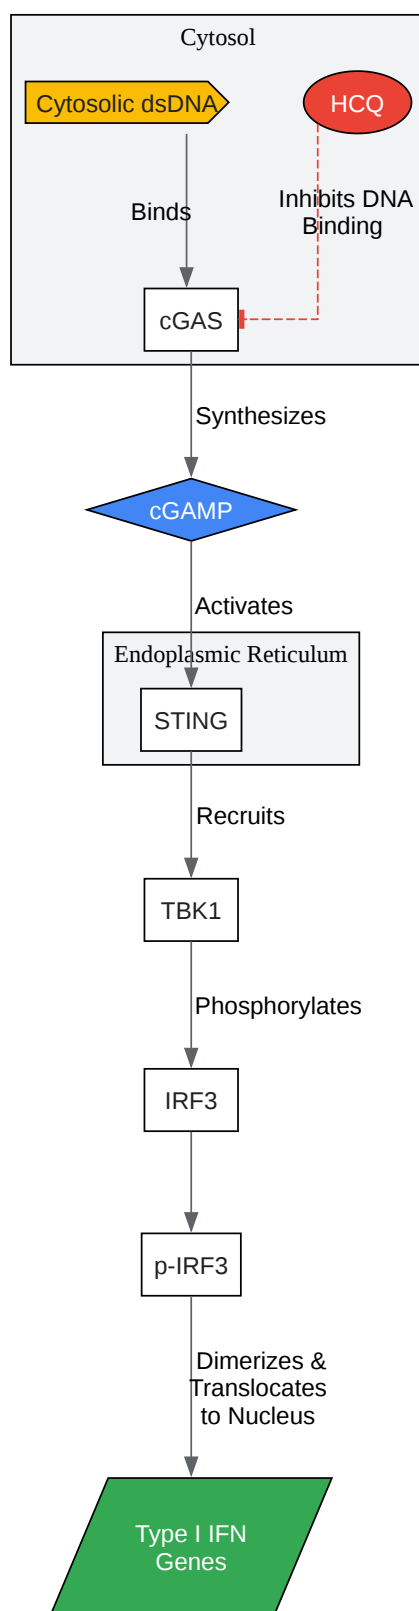 Cytosol
Cytosolic dsDNA
HCQ
Binds
Inhibits DNA
Binding
cGAS
Synthesizes
cGAMP
Activates
Endoplasmic Reticulum
STING
Recruits
TBK1
Phosphorylates
IRF3
p-IRF3
Dimerizes &
Translocates
to Nucleus
Type I IFN
Genes